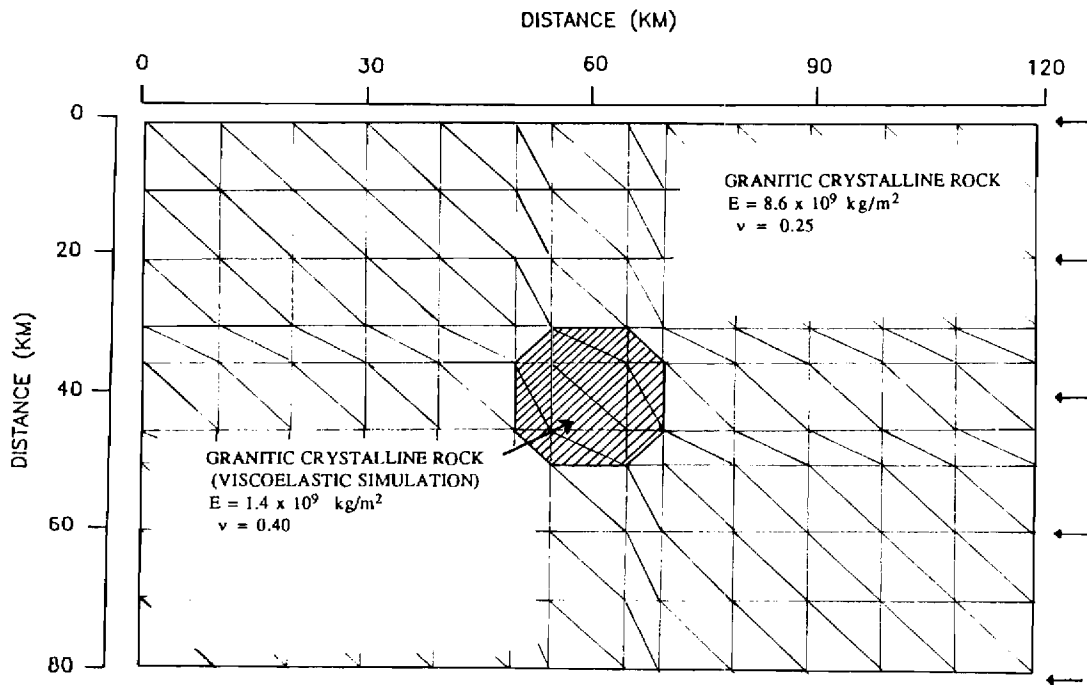 DISTANCE (KM)
0 30 60 90 120
0
20
40
60
80
DISTANCE (KM)
GRANITIC CRYSTALLINE ROCK
E = 8.6 x 10⁹ kg/m²
ν = 0.25
GRANITIC CRYSTALLINE ROCK
(VISCOELASTIC SIMULATION)
E = 1.4 x 10⁹ kg/m²
ν = 0.40